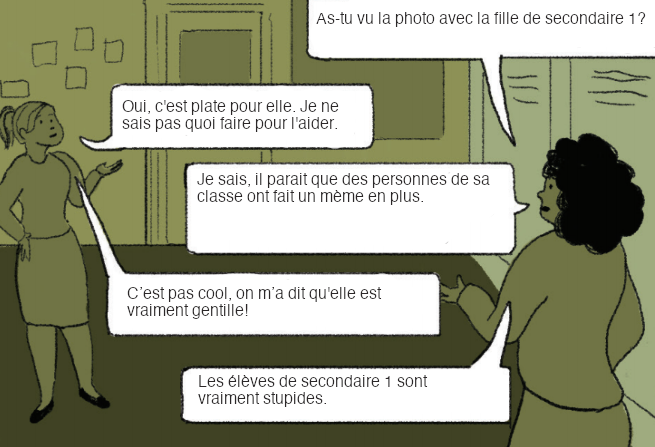 As-tu vu la photo avec la fille de secondaire 1?
Oui, c'est plate pour elle. Je ne
sais pas quoi faire pour l'aider.
Je sais, il parait que des personnes de sa
classe ont fait un mème en plus.
C’est pas cool, on m’a dit qu'elle est
vraiment gentille!
Les élèves de secondaire 1 sont
vraiment stupides.